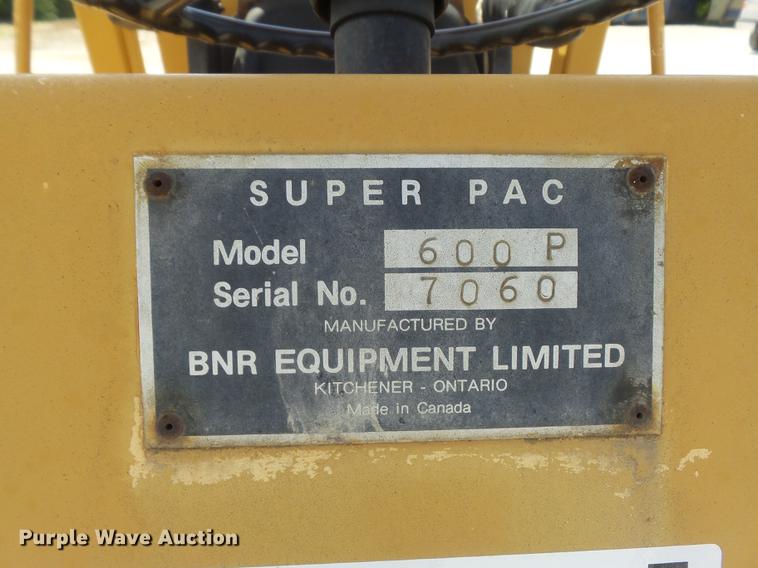 SUPER PAC
Model 600 P
Serial No. 7060
MANUFACTURED BY
BNR EQUIPMENT LIMITED
KITCHENER - ONTARIO
Made in Canada
Purple Wave Auction